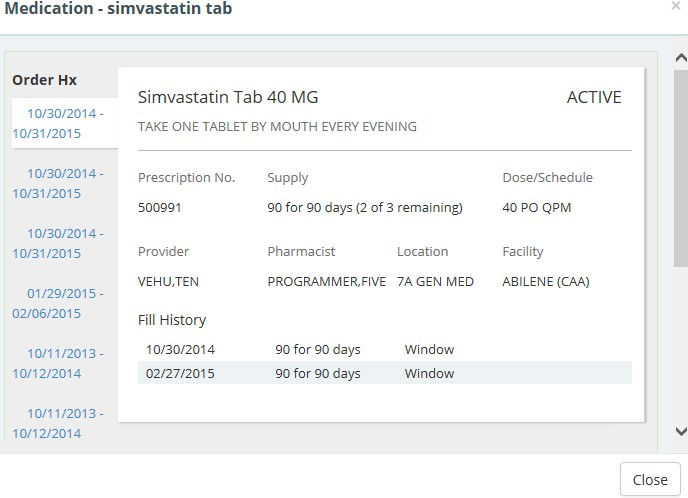 Medication - simvastatin tab
×
Order Hx
10/30/2014 -
10/31/2015
10/30/2014 -
10/31/2015
10/30/2014 -
10/31/2015
01/29/2015 -
02/06/2015
10/11/2013 -
10/12/2014
10/11/2013 -
10/12/2014
Simvastatin Tab 40 MG ACTIVE
TAKE ONE TABLET BY MOUTH EVERY EVENING
Prescription No. Supply Dose/Schedule
500991 90 for 90 days (2 of 3 remaining) 40 PO QPM
Provider Pharmacist Location Facility
VEHU,TEN PROGRAMMER,FIVE 7A GEN MED ABILENE (CAA)
Fill History
10/30/2014 90 for 90 days Window
02/27/2015 90 for 90 days Window
Close